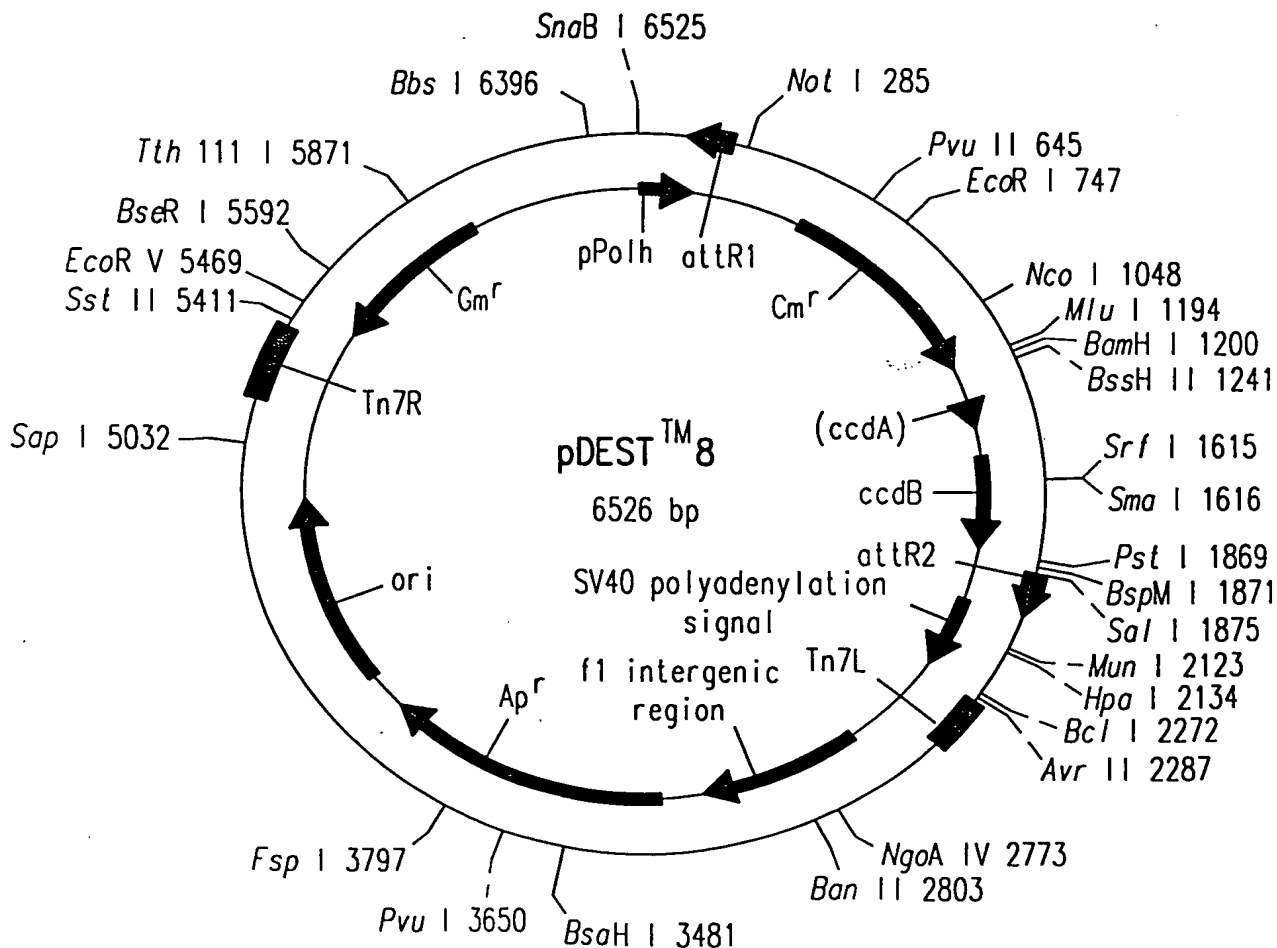 SnaB I 6525
Bbs I 6396
Not I 285
Tth 111 I 5871
Pvu II 645
EcoR I 747
BseR I 5592
EcoR V 5469
Sst II 5411
pPolh
attR1
Gmʳ
Cmʳ
Nco I 1048
Mlu I 1194
BamH I 1200
BssH II 1241
Tn7R
(ccdA)
Sap I 5032
pDEST™8
6526 bp
ccdB
Srf I 1615
Sma I 1616
attR2
Pst I 1869
BspM I 1871
Sal I 1875
ori
SV40 polyadenylation
signal
Tn7L
Mun I 2123
Hpa I 2134
Bcl I 2272
Avr II 2287
Apʳ
f1 intergenic
region
Fsp I 3797
Pvu I 3650
BsaH I 3481
NgoA IV 2773
Ban II 2803